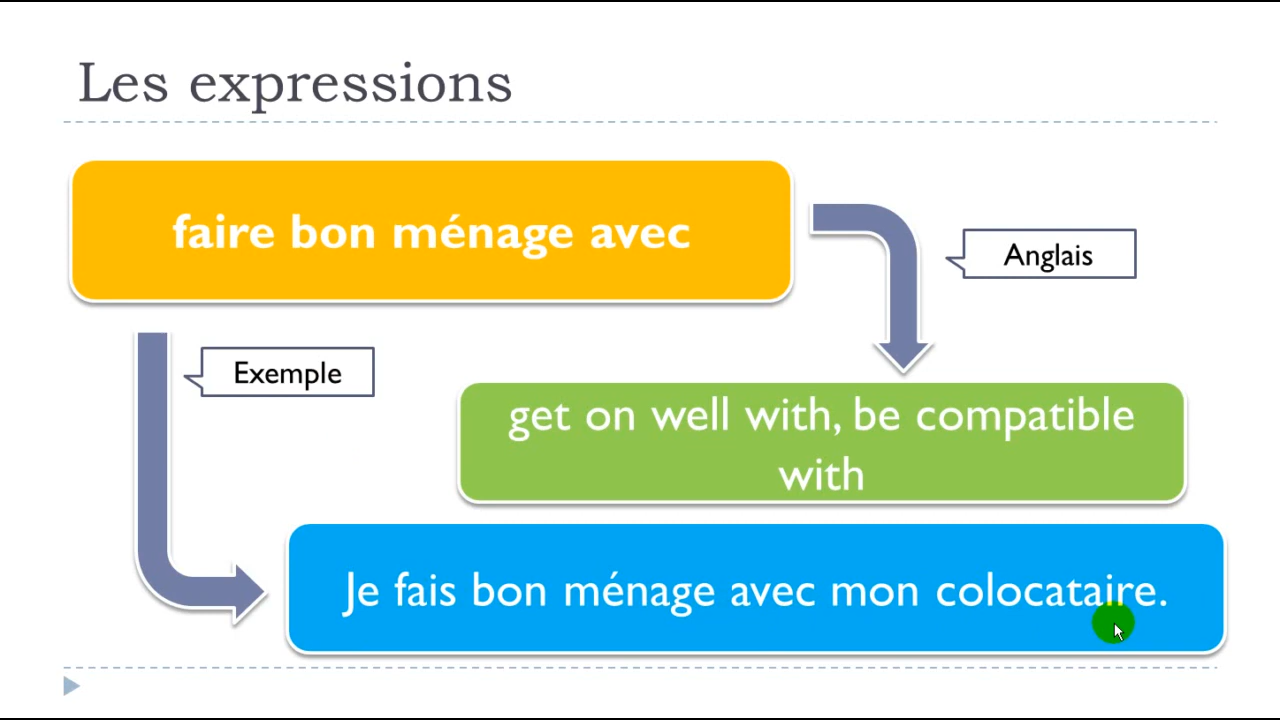 Les expressions
faire bon ménage avec
Anglais
Exemple
get on well with, be compatible
with
Je fais bon ménage avec mon colocataire.